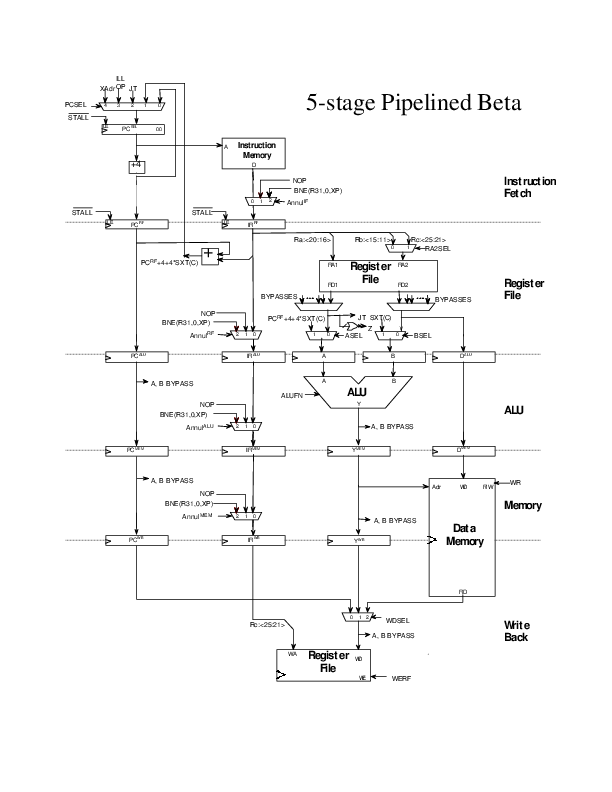 5-stage Pipelined Beta
ILL
XAdr OP JT
PCSEL 4 3 2 1 0
STALL
PC 00
+4
A Instruction
Memory
D
NOP
BNE(R31,0,XP)
0 1 2 Annul IF
Instruction
Fetch
STALL STALL
PC RF IR RF
Ra:<20:16> Rb:<15:11> Rc:<25:21>
0 1 RA2SEL
+
PC RF+4+4*SXT(C)
RA1 Register RA2
File
RD1 RD2
Register
File
BYPASSES BYPASSES
NOP
BNE(R31,0,XP)
Annul RF 2 1 0
PC RF+4+4*SXT(C) JT SXT(C)
Z
1 0 ASEL 1 0 BSEL
PC ALU IR ALU A B D ALU
A, B BYPASS
A B
ALU
ALUFN
Y
ALU
NOP
BNE(R31,0,XP)
Annul ALU 2 1 0
A, B BYPASS
PC MEM IR MEM Y MEM D MEM
A, B BYPASS
Adr WD R/W WR
NOP
BNE(R31,0,XP)
Annul MEM 2 1 0
A, B BYPASS
Memory
Data
Memory
PC WB IR WB Y WB
RD
0 1 2 WDSEL
Rc:<25:21>
A, B BYPASS
Write
Back
WA Register WD
File
WE WERF